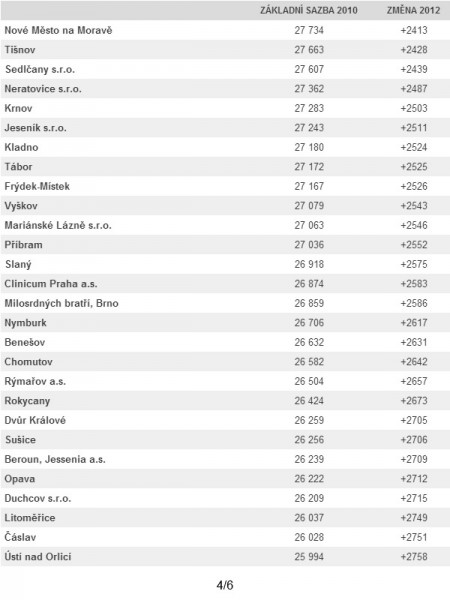 ZÁKLADNÍ SAZBA 2010 ZMĚNA 2012
Nové Město na Moravě 27 734 +2413
Tišnov 27 663 +2428
Sedlčany s.r.o. 27 607 +2439
Neratovice s.r.o. 27 362 +2487
Krnov 27 283 +2503
Jeseník s.r.o. 27 243 +2511
Kladno 27 180 +2524
Tábor 27 172 +2525
Frýdek-Místek 27 167 +2526
Vyškov 27 079 +2543
Mariánské Lázně s.r.o. 27 063 +2546
Příbram 27 036 +2552
Slaný 26 918 +2575
Clinicum Praha a.s. 26 874 +2583
Milosrdných bratří, Brno 26 859 +2586
Nymburk 26 706 +2617
Benešov 26 632 +2631
Chomutov 26 582 +2642
Rýmařov a.s. 26 504 +2657
Rokycany 26 424 +2673
Dvůr Králové 26 259 +2705
Sušice 26 256 +2706
Beroun, Jessenia a.s. 26 239 +2709
Opava 26 222 +2712
Duchcov s.r.o. 26 209 +2715
Litoměřice 26 037 +2749
Čáslav 26 028 +2751
Ústí nad Orlicí 25 994 +2758
4/6